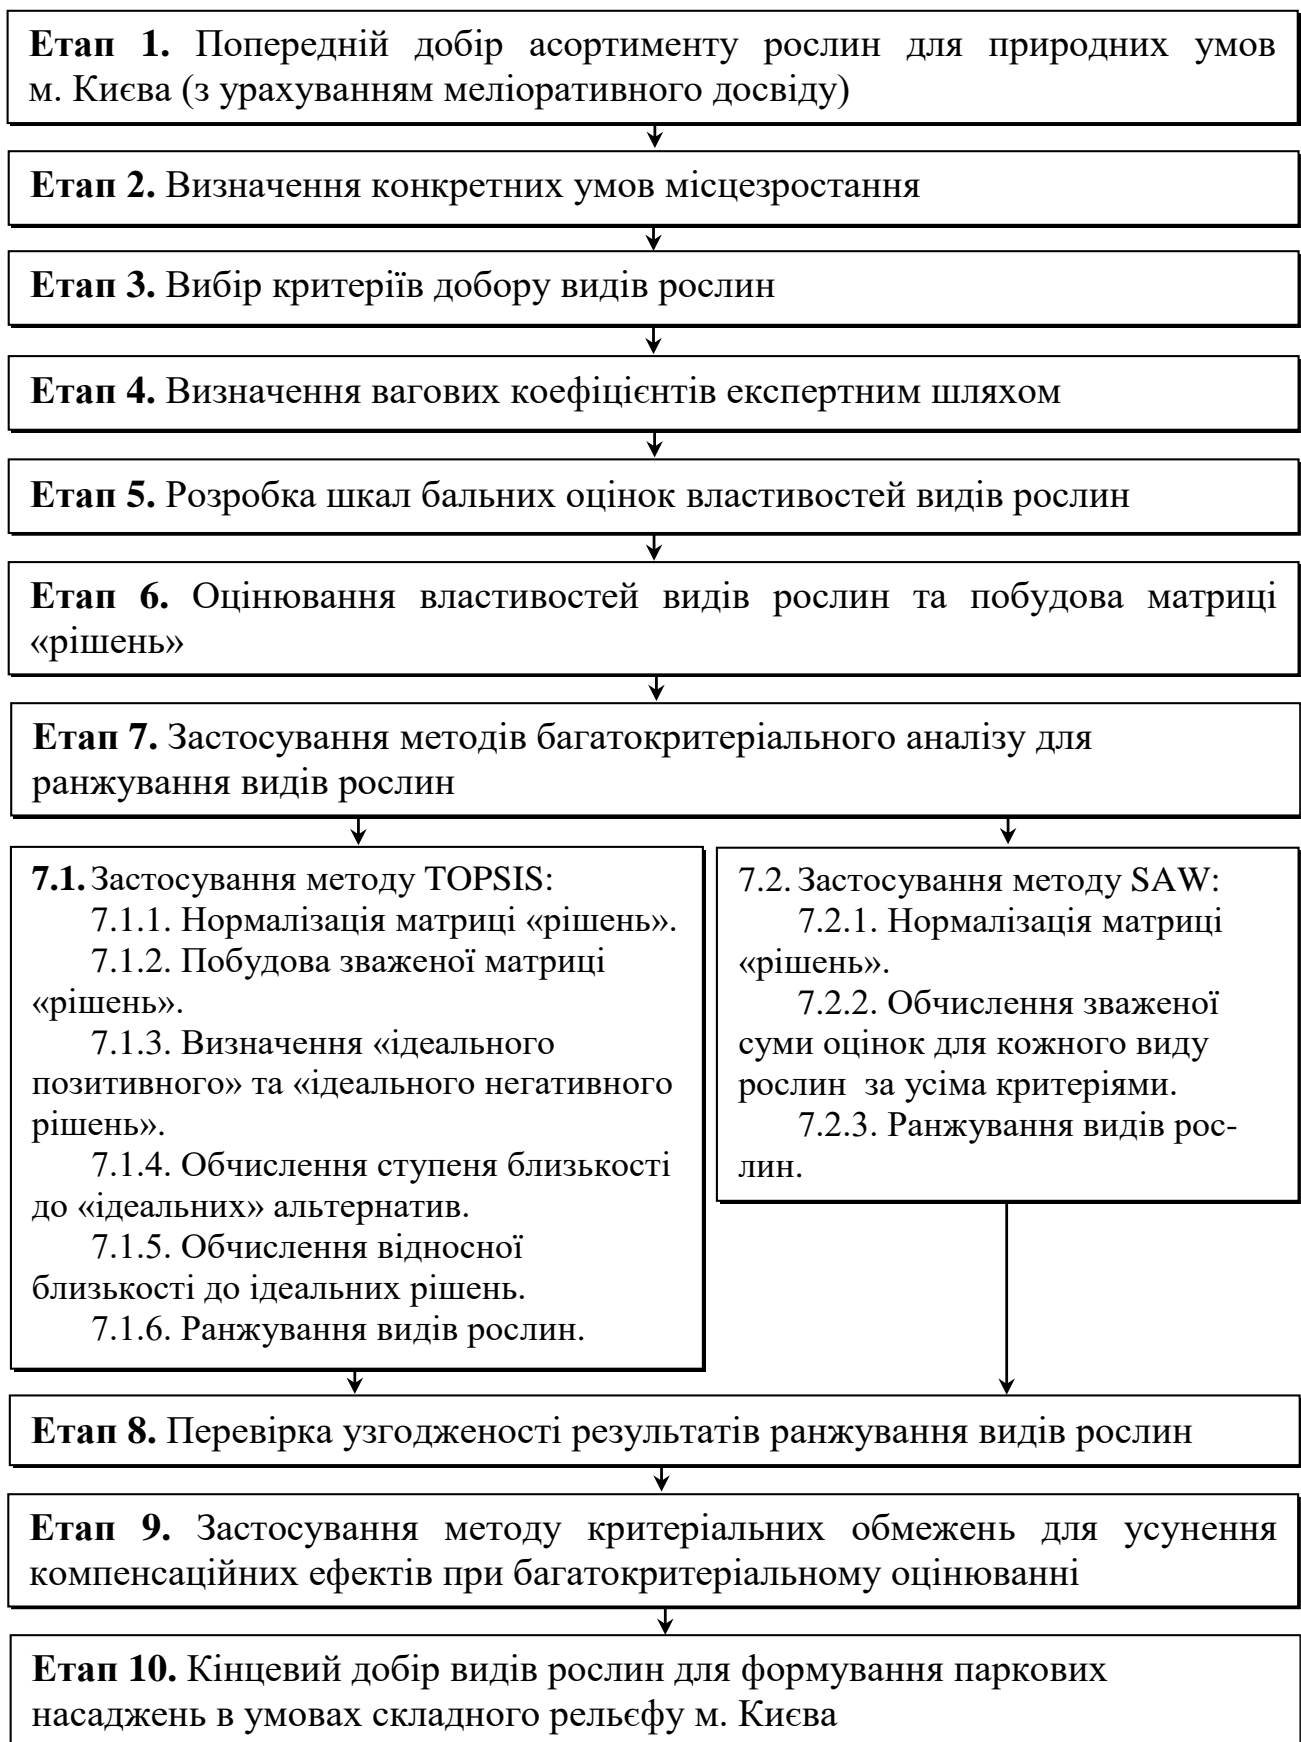 Етап 1. Попередній добір асортименту рослин для природних умов
м. Києва (з урахуванням меліоративного досвіду)
Етап 2. Визначення конкретних умов місцезростання
Етап 3. Вибір критеріїв добору видів рослин
Етап 4. Визначення вагових коефіцієнтів експертним шляхом
Етап 5. Розробка шкал бальних оцінок властивостей видів рослин
Етап 6. Оцінювання властивостей видів рослин та побудова матриці
«рішень»
Етап 7. Застосування методів багатокритеріального аналізу для
ранжування видів рослин
7.1. Застосування методу TOPSIS:
7.1.1. Нормалізація матриці «рішень».
7.1.2. Побудова зваженої матриці
«рішень».
7.1.3. Визначення «ідеального
позитивного» та «ідеального негативного
рішень».
7.1.4. Обчислення ступеня близькості
до «ідеальних» альтернатив.
7.1.5. Обчислення відносної
близькості до ідеальних рішень.
7.1.6. Ранжування видів рослин.
7.2. Застосування методу SAW:
7.2.1. Нормалізація матриці
«рішень».
7.2.2. Обчислення зваженої
суми оцінок для кожного виду
рослин за усіма критеріями.
7.2.3. Ранжування видів рос-
лин.
Етап 8. Перевірка узгодженості результатів ранжування видів рослин
Етап 9. Застосування методу критеріальних обмежень для усунення
компенсаційних ефектів при багатокритеріальному оцінюванні
Етап 10. Кінцевий добір видів рослин для формування паркових
насаджень в умовах складного рельєфу м. Києва